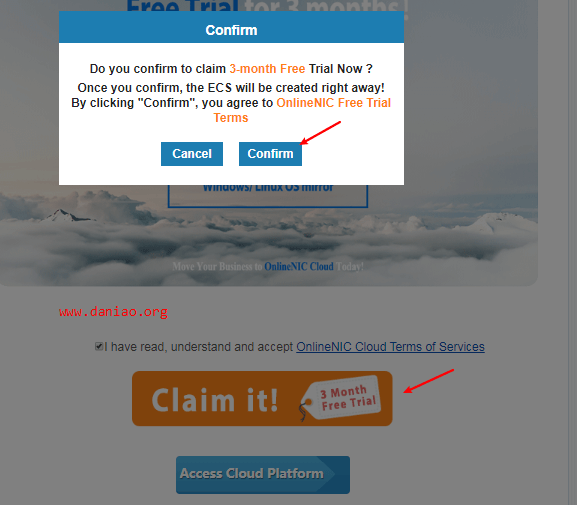 Free Trial for 3 months!
Confirm
Do you confirm to claim 3-month Free Trial Now ?
Once you confirm, the ECS will be created right away!
By clicking "Confirm", you agree to OnlineNIC Free Trial
Terms
Cancel Confirm
Windows/ Linux OS mirror
Move Your Business to OnlineNIC Cloud Today!
www.daniao.org
I have read, understand and accept OnlineNIC Cloud Terms of Services
Claim it! 3 Month
Free Trial
Access Cloud Platform